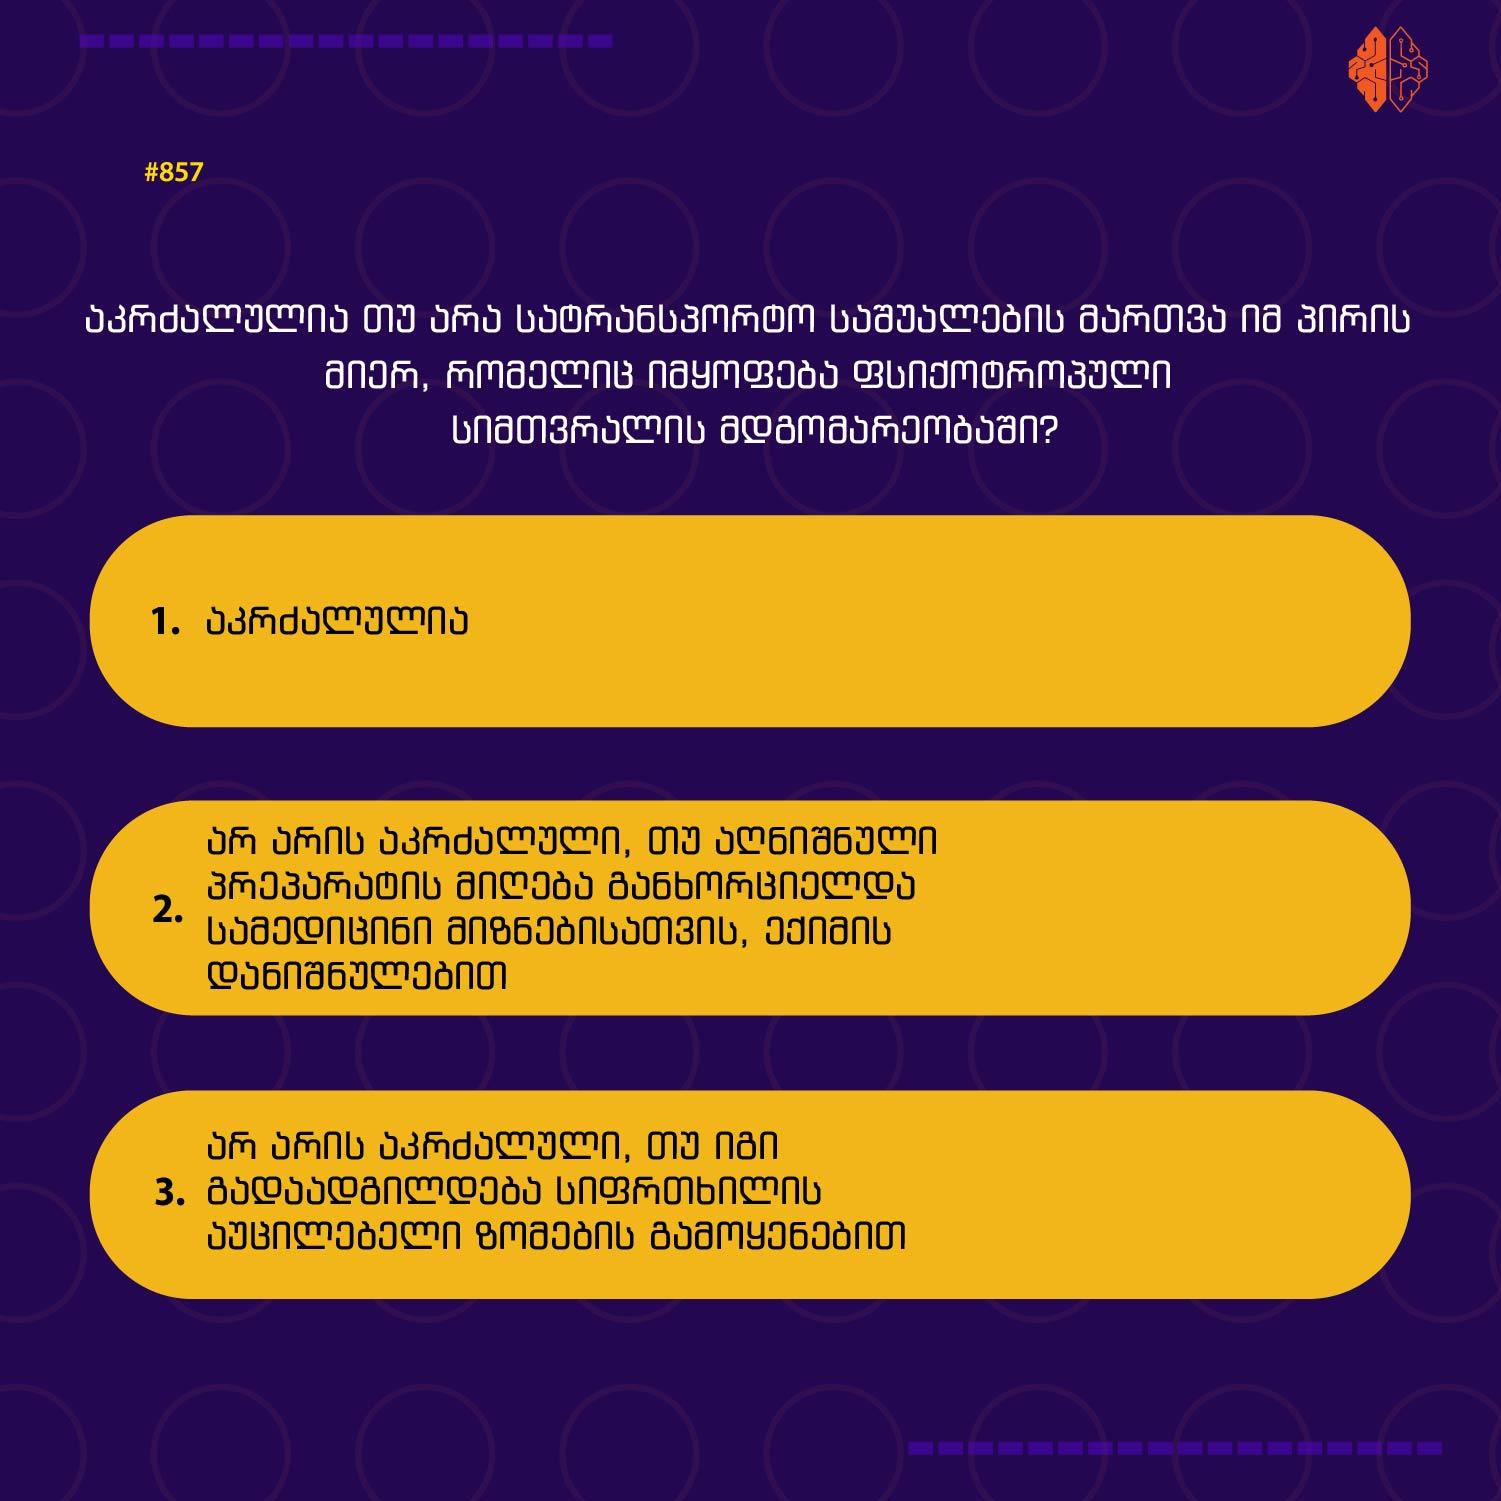 #857
აკრძალულია თუ არა სატრანსპორტო საშუალების მართვა იმ პირის
მიერ, რომელიც იმყოფება ფსიქოტროპული
სიმთვრალის მდგომარეობაში?
1. აკრძალულია
არ არის აკრძალული, თუ აღნიშნული
პრეპარატის მიღება განხორციელდა
2. სამედიცინი მიზნებისათვის, ექიმის
დანიშნულებით
არ არის აკრძალული, თუ იგი
3. გადაადგილდება სიფრთხილის
აუცილებელი ზომების გამოყენებით